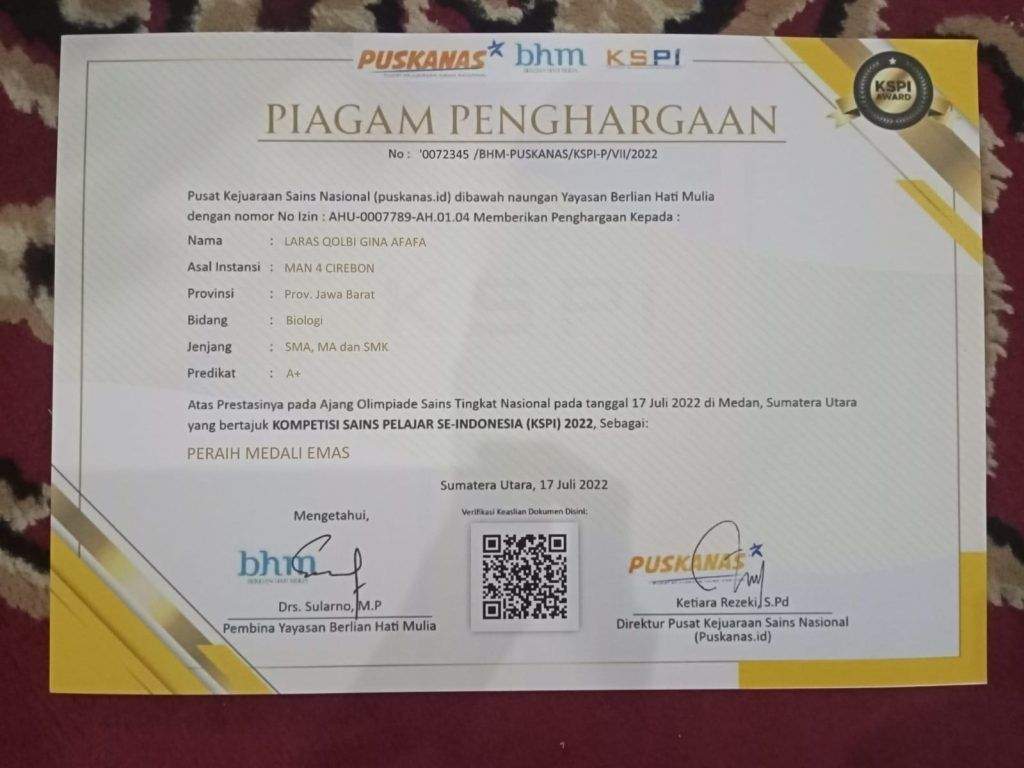 PUSKANAS bhm KSPI
KSPI
AWARD
PIAGAM PENGHARGAAN
No : '0072345 /BHM-PUSKANAS/KSPI-P/VII/2022
Pusat Kejuaraan Sains Nasional (puskanas.id) dibawah naungan Yayasan Berlian Hati Mulia
dengan nomor No Izin : AHU-0007789-AH.01.04 Memberikan Penghargaan Kepada :
Nama : LARAS QOLBI GINA AFAFA
Asal Instansi : MAN 4 CIREBON
Provinsi : Prov. Jawa Barat
Bidang : Biologi
Jenjang : SMA, MA dan SMK
Predikat : A+
Atas Prestasinya pada Ajang Olimpiade Sains Tingkat Nasional pada tanggal 17 Juli 2022 di Medan, Sumatera Utara
yang bertajuk KOMPETISI SAINS PELAJAR SE-INDONESIA (KSPI) 2022, Sebagai:
PERAIH MEDALI EMAS
Sumatera Utara, 17 Juli 2022
Mengetahui,
Verifikasi Keaslian Dokumen Disini:
bhm
PUSKANAS
Drs. Sularno, M.P
Pembina Yayasan Berlian Hati Mulia
Ketiara Rezeki, S.Pd
Direktur Pusat Kejuaraan Sains Nasional
(Puskanas.id)